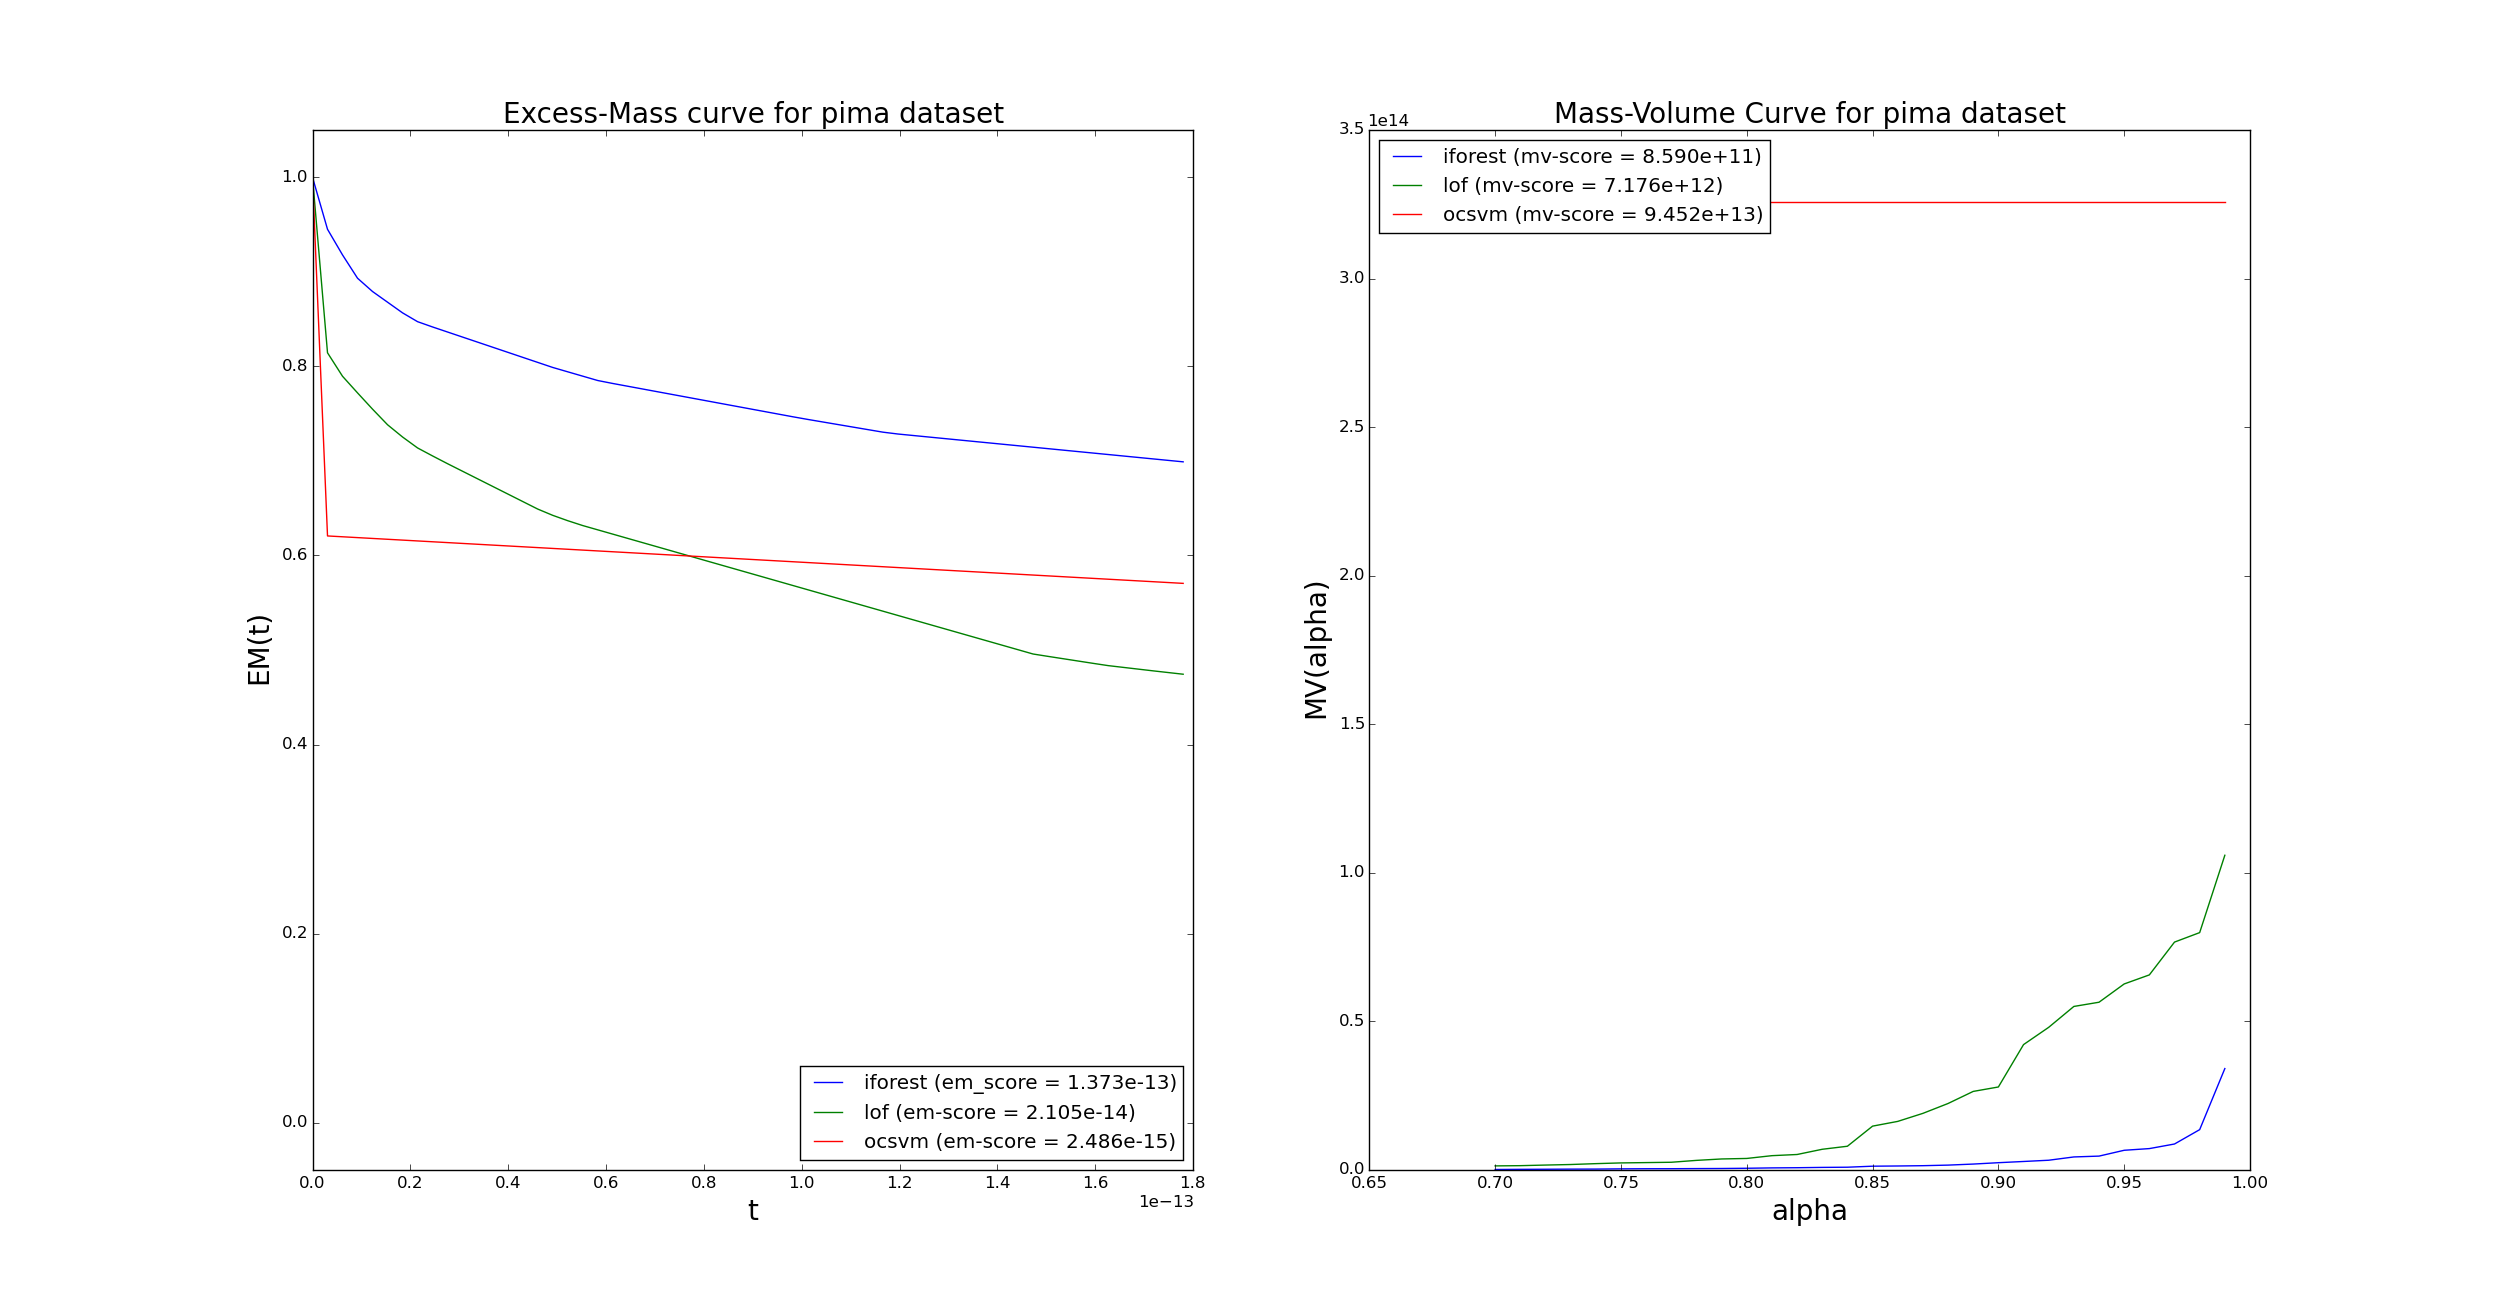 Excess-Mass curve for pima dataset
EM(t)
1.0
0.8
0.6
0.4
0.2
0.0
iforest (em_score = 1.373e-13)
lof (em-score = 2.105e-14)
ocsvm (em-score = 2.486e-15)
0.0 0.2 0.4 0.6 0.8 1.0 1.2 1.4 1.6 1.8
1e−13
t
Mass-Volume Curve for pima dataset
1e14
MV(alpha)
3.5
3.0
2.5
2.0
1.5
1.0
0.5
0.0
iforest (mv-score = 8.590e+11)
lof (mv-score = 7.176e+12)
ocsvm (mv-score = 9.452e+13)
0.65 0.70 0.75 0.80 0.85 0.90 0.95 1.00
alpha